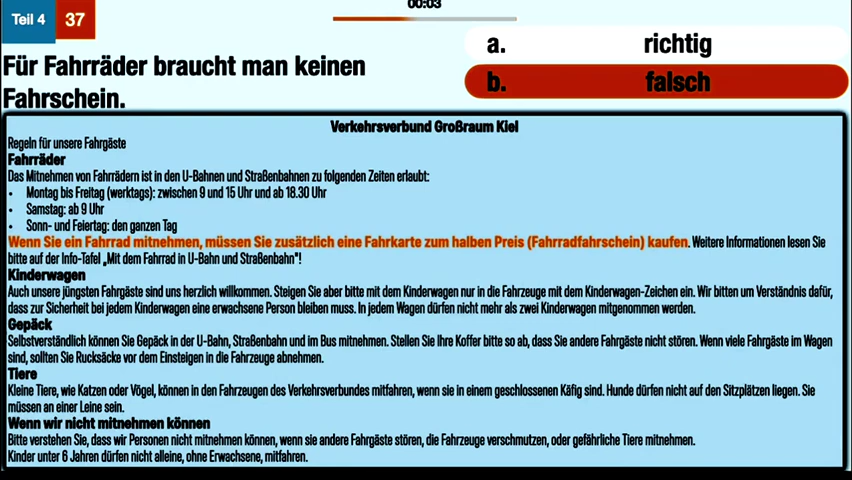 Teil 4
37
00:03
Für Fahrräder braucht man keinen
Fahrschein.
a. richtig
b. falsch
Verkehrsverbund Großraum Kiel
Regeln für unsere Fahrgäste
Fahrräder
Das Mitnehmen von Fahrrädern ist in den U-Bahnen und Straßenbahnen zu folgenden Zeiten erlaubt:
• Montag bis Freitag (werktags): zwischen 9 und 15 Uhr und ab 18.30 Uhr
• Samstag: ab 9 Uhr
• Sonn- und Feiertag: den ganzen Tag
Wenn Sie ein Fahrrad mitnehmen, müssen Sie zusätzlich eine Fahrkarte zum halben Preis (Fahrradfahrschein) kaufen. Weitere Informationen lesen Sie
bitte auf der Info-Tafel „Mit dem Fahrrad in U-Bahn und Straßenbahn"!
Kinderwagen
Auch unsere jüngsten Fahrgäste sind uns herzlich willkommen. Steigen Sie aber bitte mit dem Kinderwagen nur in die Fahrzeuge mit dem Kinderwagen-Zeichen ein. Wir bitten um Verständnis dafür,
dass zur Sicherheit bei jedem Kinderwagen eine erwachsene Person bleiben muss. In jedem Wagen dürfen nicht mehr als zwei Kinderwagen mitgenommen werden.
Gepäck
Selbstverständlich können Sie Gepäck in der U-Bahn, Straßenbahn und im Bus mitnehmen. Stellen Sie Ihre Koffer bitte so ab, dass Sie andere Fahrgäste nicht stören. Wenn viele Fahrgäste im Wagen
sind, sollten Sie Rucksäcke vor dem Einsteigen in die Fahrzeuge abnehmen.
Tiere
Kleine Tiere, wie Katzen oder Vögel, können in den Fahrzeugen des Verkehrsverbundes mitfahren, wenn sie in einem geschlossenen Käfig sind. Hunde dürfen nicht auf den Sitzplätzen liegen. Sie
müssen an einer Leine sein.
Wenn wir nicht mitnehmen können
Bitte verstehen Sie, dass wir Personen nicht mitnehmen können, wenn sie andere Fahrgäste stören, die Fahrzeuge verschmutzen, oder gefährliche Tiere mitnehmen.
Kinder unter 6 Jahren dürfen nicht alleine, ohne Erwachsene, mitfahren.